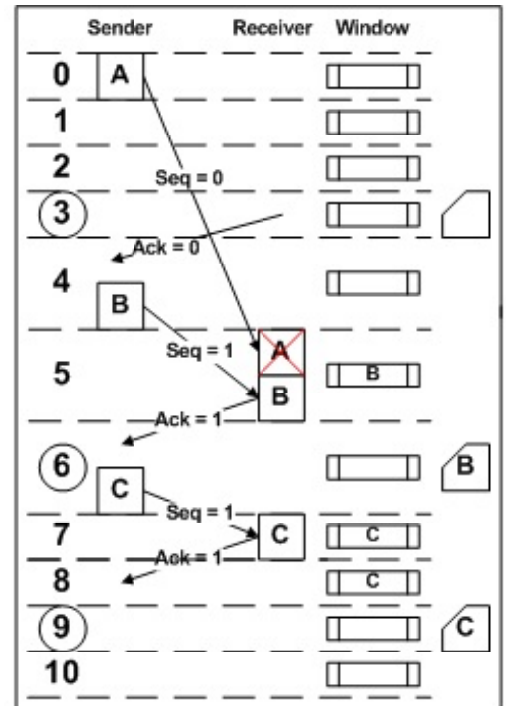 Sender Receiver Window
0 A
1
2
Seq = 0
3
Ack = 0
4
B
Seq = 1 A
5 B
B
Ack = 1
6 B
C
Seq = 1
7 C C
Ack = 1
8 C
9 C
10